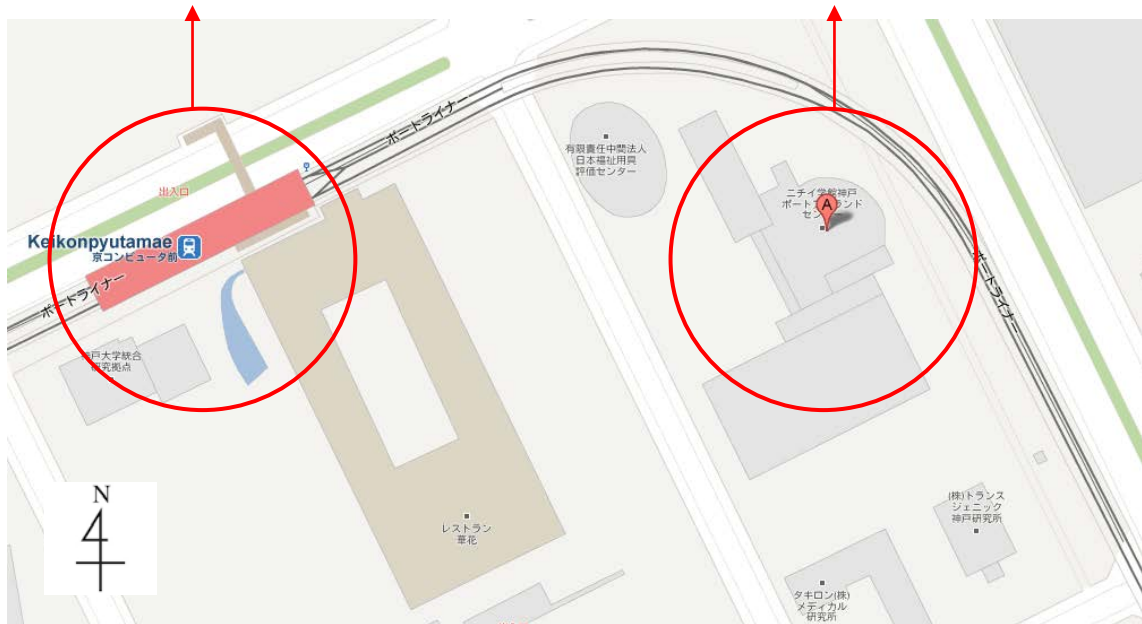 ポートライナー
有限責任中間法人
日本福祉用具
評価センター
出入口
ニチイ学館神戸
ポートアイランド
センター
A
Keikonpyutamae
京コンピュータ前
ポートライナー
ポートライナー
神戸大学統合
研究拠点
N
レストラン
華花
(株)トランス
ジェニック
神戸研究所
タキロン(株)
メディカル
研究所